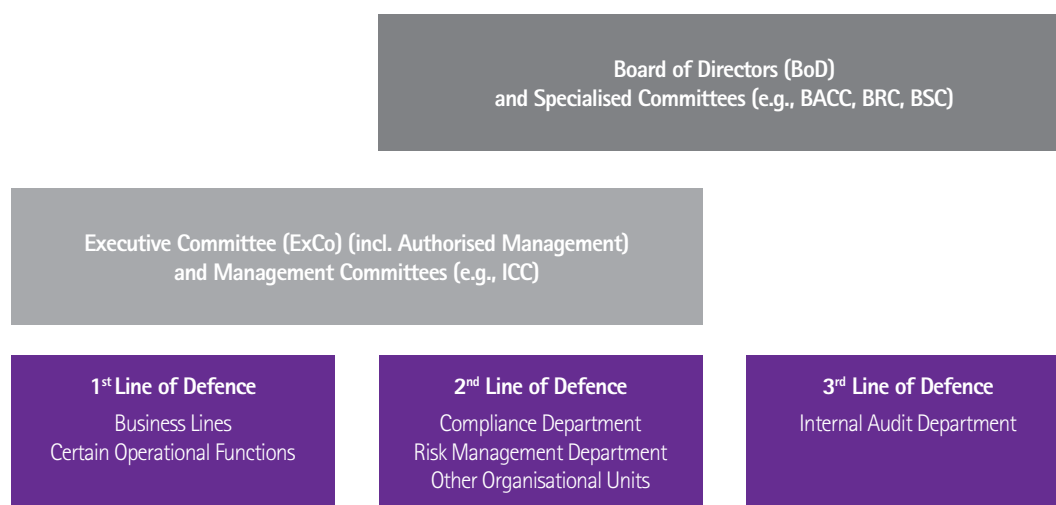 Board of Directors (BoD)
and Specialised Committees (e.g., BACC, BRC, BSC)
Executive Committee (ExCo) (incl. Authorised Management)
and Management Committees (e.g., ICC)
1st Line of Defence
Business Lines
Certain Operational Functions
2nd Line of Defence
Compliance Department
Risk Management Department
Other Organisational Units
3rd Line of Defence
Internal Audit Department